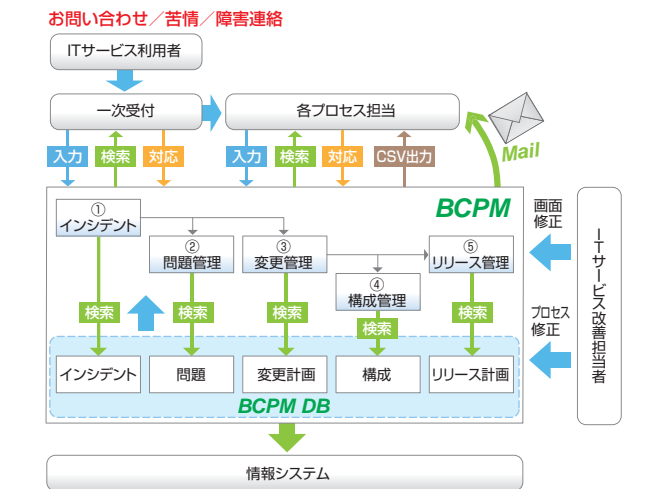 お問い合わせ／苦情／障害連絡
ITサービス利用者
一次受付
各プロセス担当
Mail
入力
検索
対応
入力
検索
対応
CSV出力
BCPM
画面
修正
①
インシデント
②
問題管理
③
変更管理
④
構成管理
⑤
リリース管理
検索
検索
検索
検索
検索
プロセス
修正
ITサービス改善担当者
インシデント
問題
変更計画
構成
リリース計画
BCPM DB
情報システム